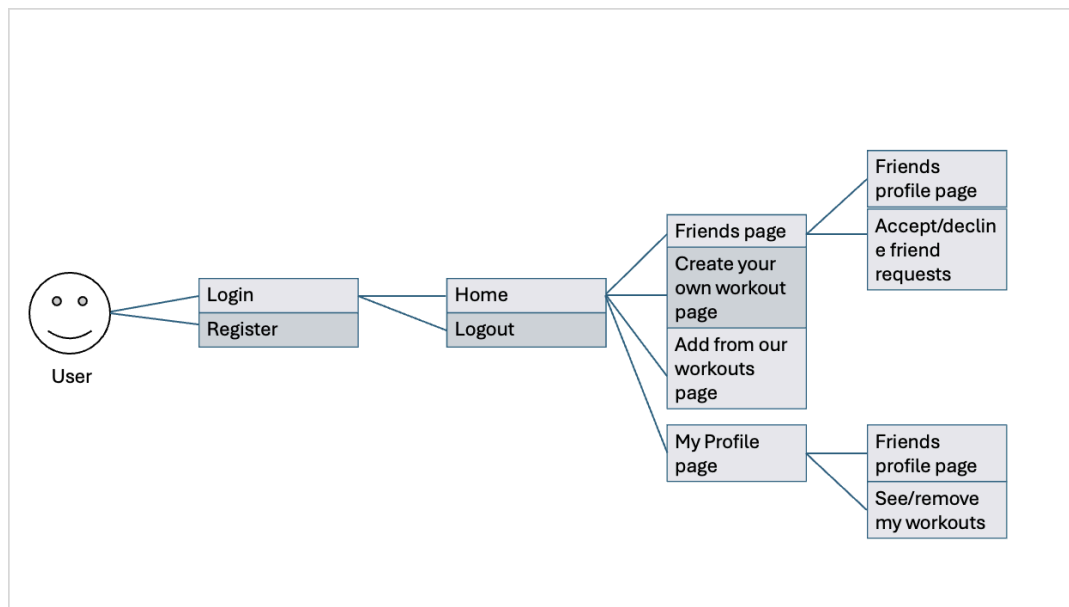 User
Login
Register
Home
Logout
Friends page
Create your
own workout
page
Add from our
workouts
page
My Profile
page
Friends
profile page
Accept/declin
e friend
requests
Friends
profile page
See/remove
my workouts